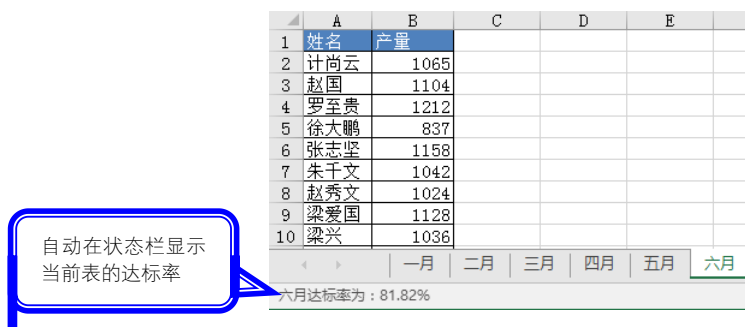 A B C D E
1 姓名 产量
2 计尚云 1065
3 赵国 1104
4 罗至贵 1212
5 徐大鹏 837
6 张志坚 1158
7 朱千文 1042
8 赵秀文 1024
9 梁爱国 1128
10 梁兴 1036
一月 二月 三月 四月 五月 六月
六月达标率为：81.82%
自动在状态栏显示
当前表的达标率